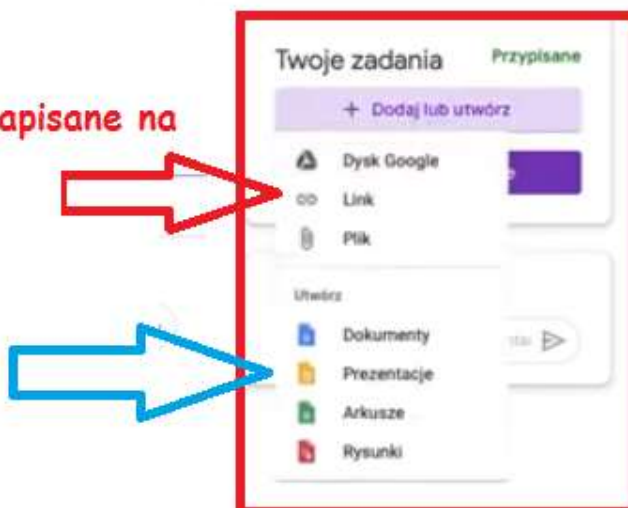 Twoje zadania Przypisane
apisane na
+ Dodaj lub utwórz
Dysk Google
Link
Plik
Utwórz
Dokumenty
Prezentacje
Arkusze
Rysunki